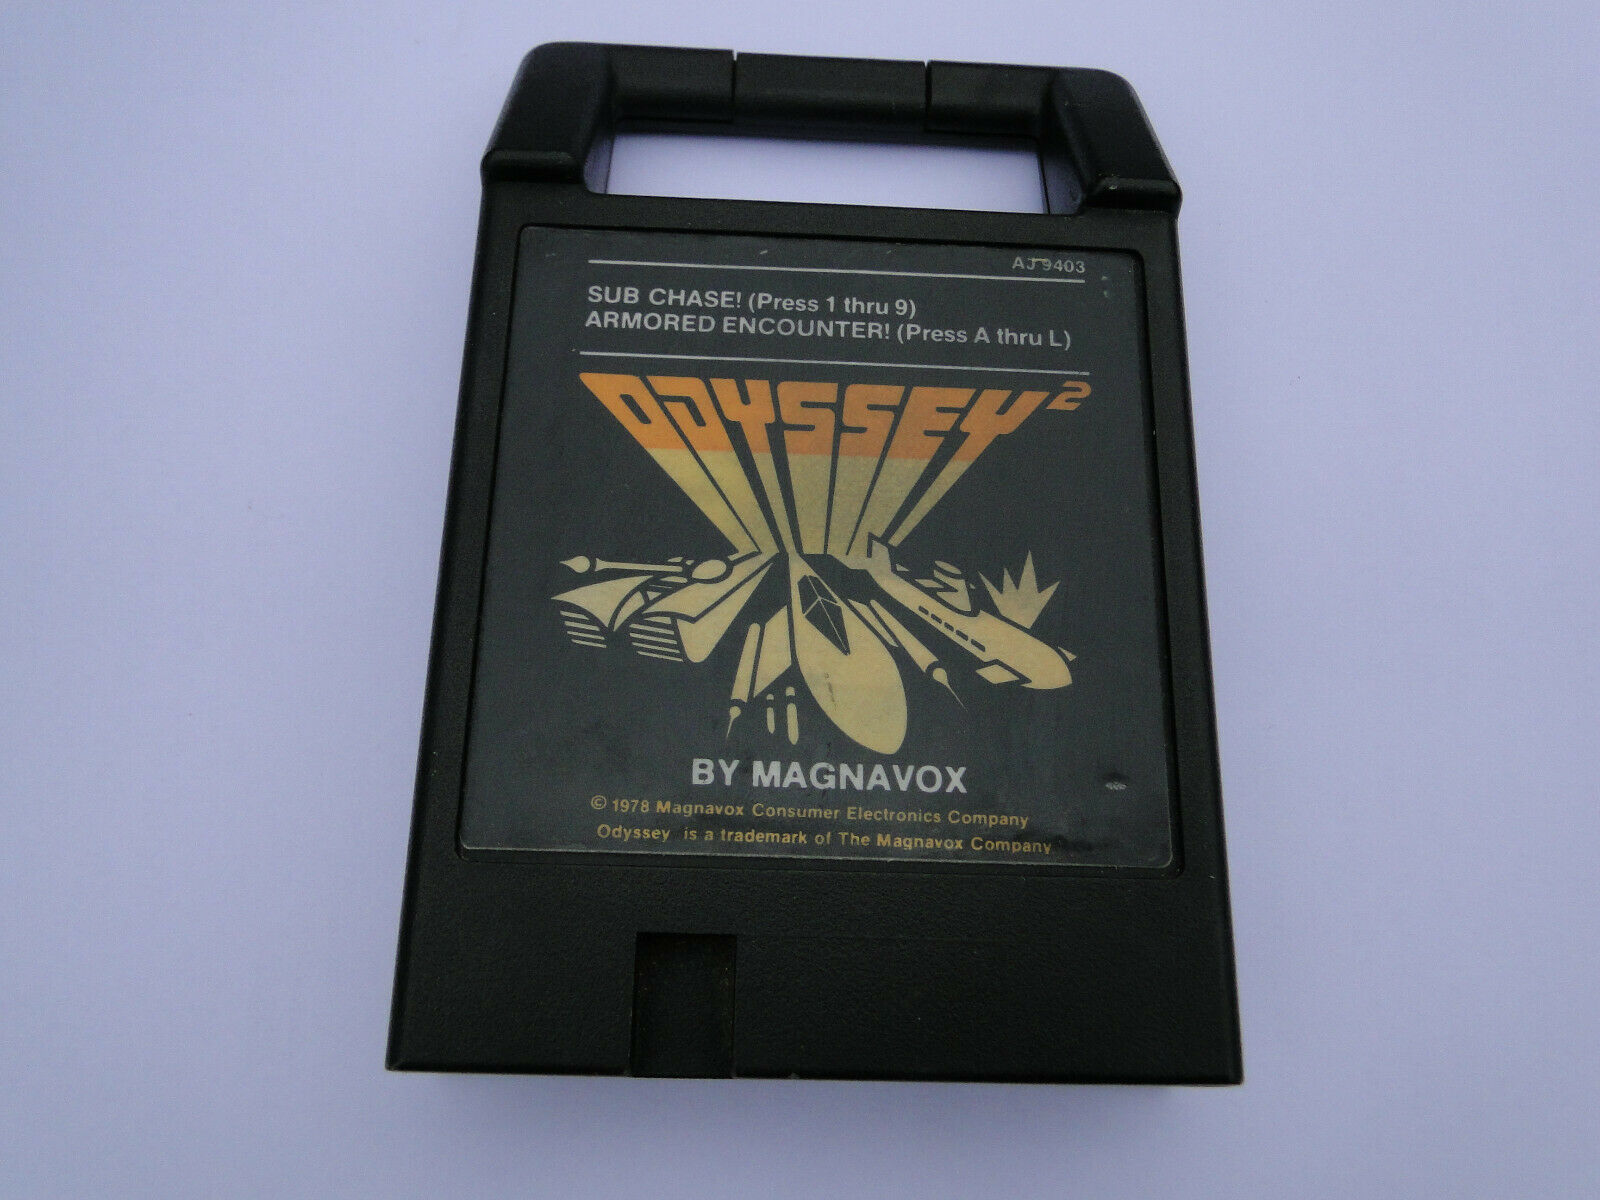 AJ 9403
SUB CHASE! (Press 1 thru 9)
ARMORED ENCOUNTER! (Press A thru L)
ODYSSEY²
BY MAGNAVOX
© 1978 Magnavox Consumer Electronics Company
Odyssey is a trademark of The Magnavox Company